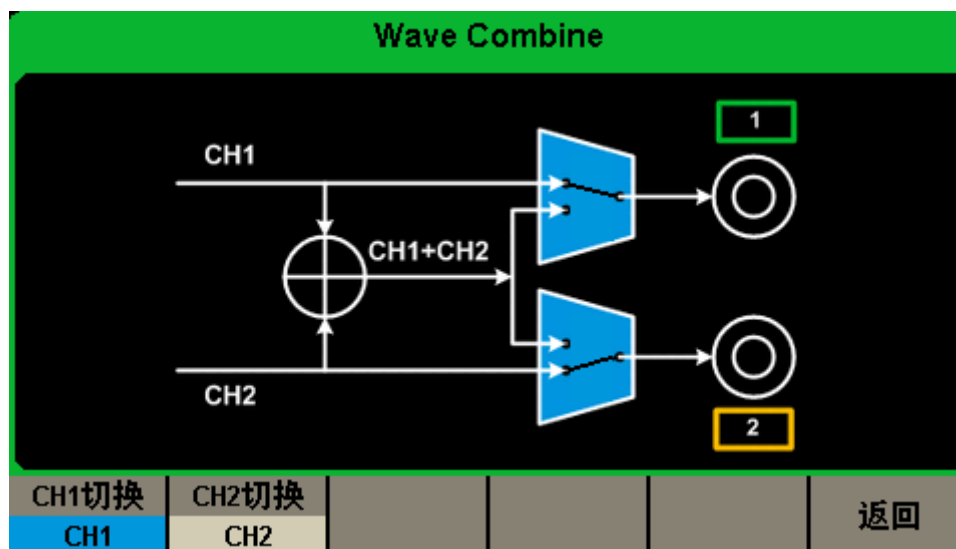 Wave Combine
1
CH1
CH1+CH2
CH2
2
CH1切换 CH2切换 返回
CH1 CH2